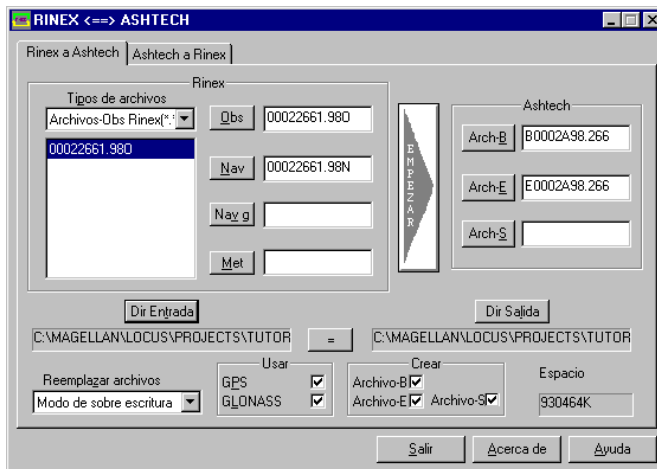 RINEX <==> ASHTECH
Rinex a Ashtech
Ashtech a Rinex
Rinex
Tipos de archivos
Archivos-Obs Rinex(*.*
00022661.98O
Obs
00022661.98O
Nav
00022661.98N
Nav g
Met
EMPEZAR
Ashtech
Arch-B
B0002A98.266
Arch-E
E0002A98.266
Arch-S
Dir Entrada
Dir Salida
C:\MAGELLAN\LOCUS\PROJECTS\TUTOR
=
C:\MAGELLAN\LOCUS\PROJECTS\TUTOR
Reemplazar archivos
Modo de sobre escritura
Usar
GPS
GLONASS
Crear
Archivo-B
Archivo-E
Archivo-S
Espacio
930464K
Salir
Acerca de
Ayuda